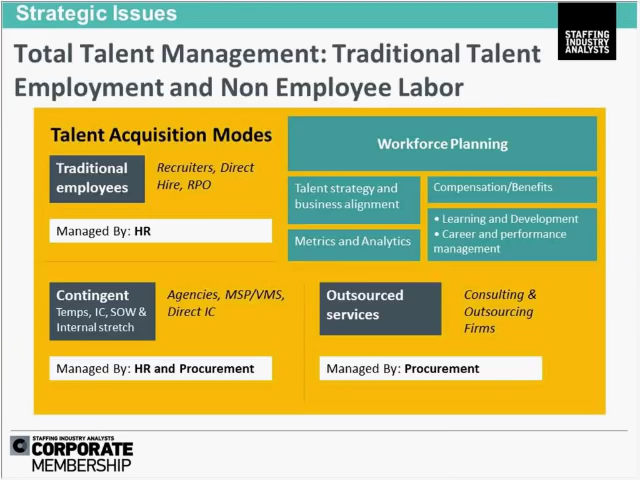 Strategic Issues
STAFFING
INDUSTRY
ANALYSTS
Total Talent Management: Traditional Talent
Employment and Non Employee Labor
Talent Acquisition Modes
Traditional
employees
Recruiters, Direct
Hire, RPO
Managed By: HR
Workforce Planning
Talent strategy and
business alignment
Metrics and Analytics
Compensation/Benefits
• Learning and Development
• Career and performance
management
Contingent
Temps, IC, SOW &
Internal stretch
Agencies, MSP/VMS,
Direct IC
Managed By: HR and Procurement
Outsourced
services
Consulting &
Outsourcing
Firms
Managed By: Procurement
C
STAFFING INDUSTRY ANALYSTS
CORPORATE
MEMBERSHIP